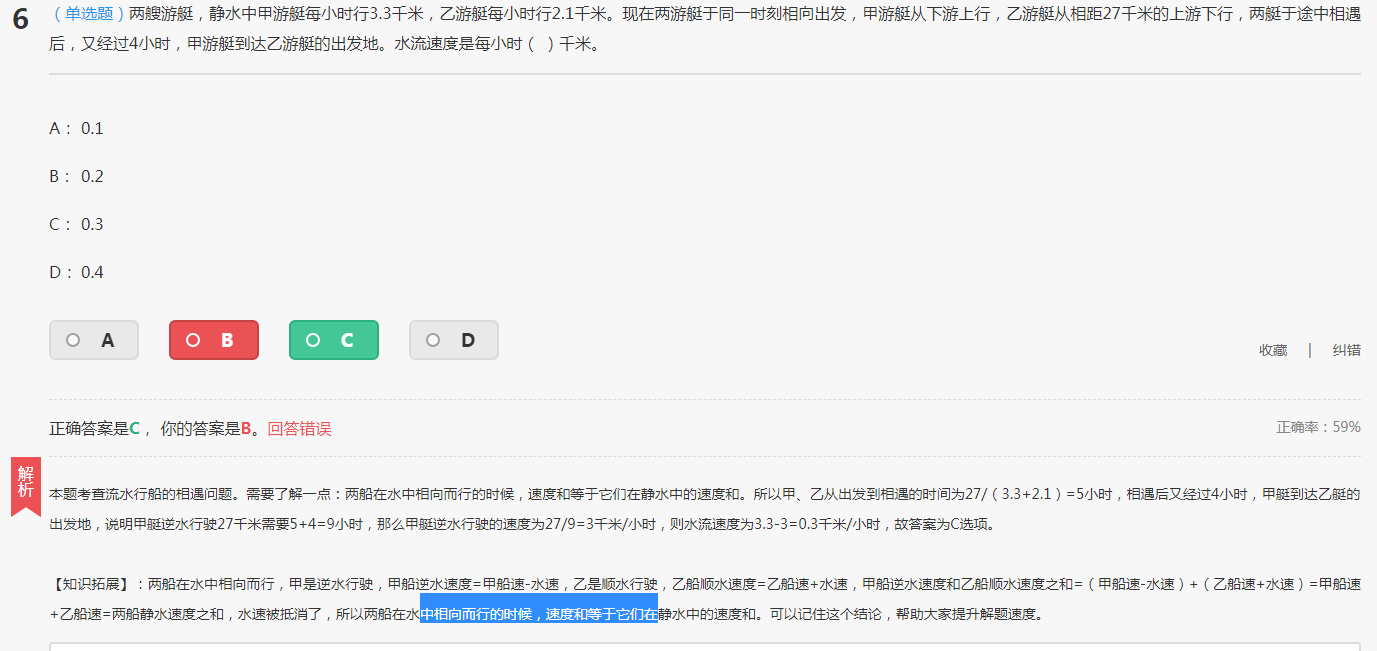 6 （单选题）两艘游艇，静水中甲游艇每小时行3.3千米，乙游艇每小时行2.1千米。现在两游艇于同一时刻相向出发，甲游艇从下游上行，乙游艇从相距27千米的上游下行，两艇于途中相遇
后，又经过4小时，甲游艇到达乙游艇的出发地。水流速度是每小时（ ）千米。
A： 0.1
B： 0.2
C： 0.3
D： 0.4
A B C D
收藏 | 纠错
正确答案是C， 你的答案是B。回答错误 正确率：59%
解析
本题考查流水行船的相遇问题。需要了解一点：两船在水中相向而行的时候，速度和等于它们在静水中的速度和。所以甲、乙从出发到相遇的时间为27/（3.3+2.1）=5小时，相遇后又经过4小时，甲艇到达乙艇的
出发地，说明甲艇逆水行驶27千米需要5+4=9小时，那么甲艇逆水行驶的速度为27/9=3千米/小时，则水流速度为3.3-3=0.3千米/小时，故答案为C选项。
【知识拓展】：两船在水中相向而行，甲是逆水行驶，甲船逆水速度=甲船速-水速，乙是顺水行驶，乙船顺水速度=乙船速+水速，甲船逆水速度和乙船顺水速度之和=（甲船速-水速）+（乙船速+水速）=甲船速
+乙船速=两船静水速度之和，水速被抵消了，所以两船在水中相向而行的时候，速度和等于它们在静水中的速度和。可以记住这个结论，帮助大家提升解题速度。